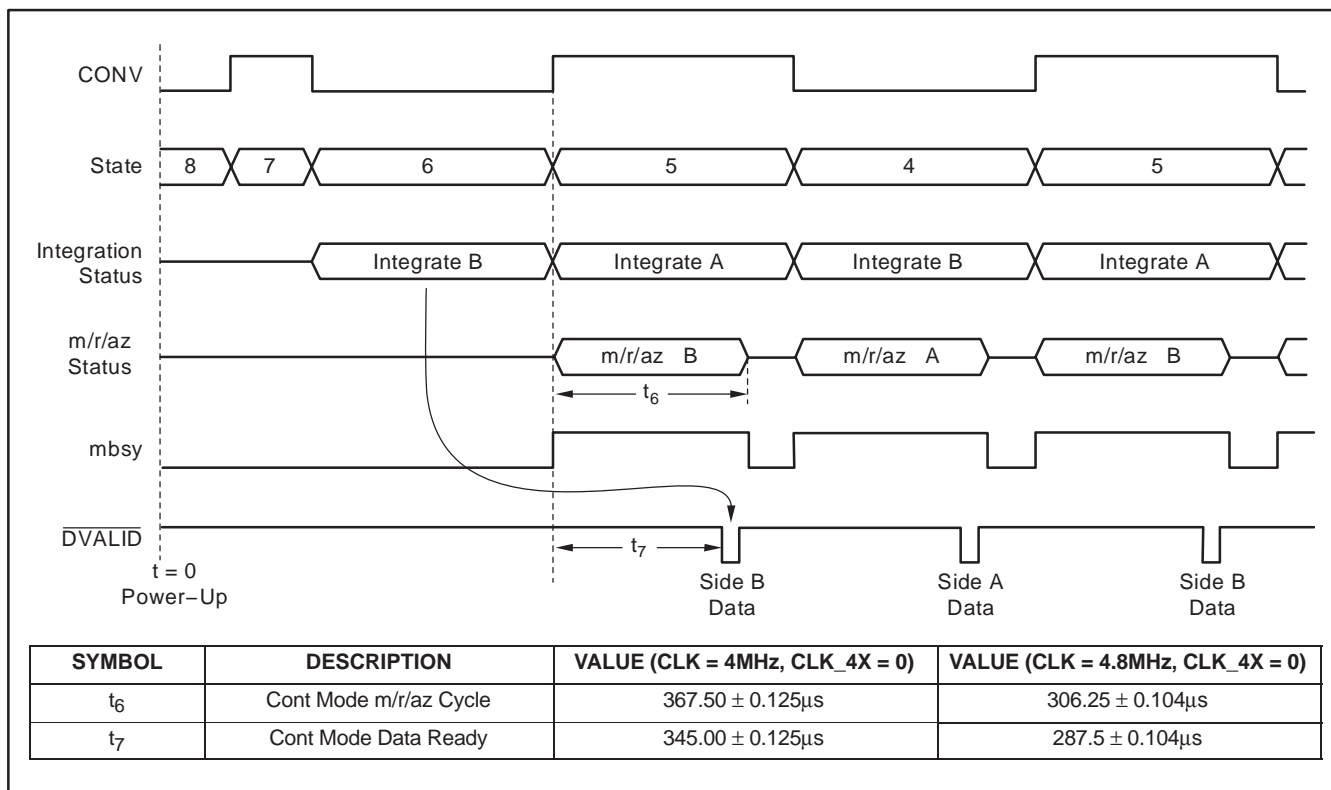 CONV
State
8 7 6 5 4 5
Integration
Status
Integrate B Integrate A Integrate B Integrate A
m/r/az
Status
m/r/az B m/r/az A m/r/az B
t6
mbsy
DVALID
t7
t = 0
Power–Up
Side B
Data
Side A
Data
Side B
Data
SYMBOL DESCRIPTION VALUE (CLK = 4MHz, CLK_4X = 0) VALUE (CLK = 4.8MHz, CLK_4X = 0)
t6 Cont Mode m/r/az Cycle 367.50 ± 0.125μs 306.25 ± 0.104μs
t7 Cont Mode Data Ready 345.00 ± 0.125μs 287.5 ± 0.104μs